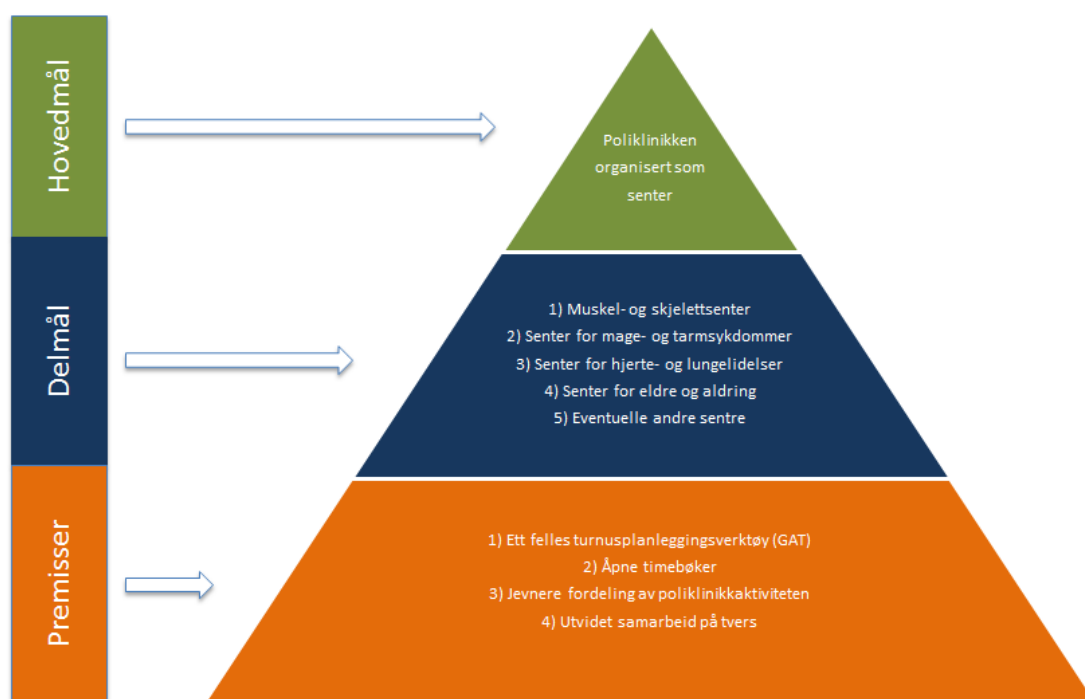 Hovedmål
Poliklinikken
organisert som
senter
Delmål
1) Muskel- og skjelettsenter
2) Senter for mage- og tarmsykdommer
3) Senter for hjerte- og lungelidelser
4) Senter for eldre og aldring
5) Eventuelle andre sentre
Premisser
1) Ett felles turnusplanleggingsverktøy (GAT)
2) Åpne timebøker
3) Jevnere fordeling av poliklinikkaktiviteten
4) Utvidet samarbeid på tvers